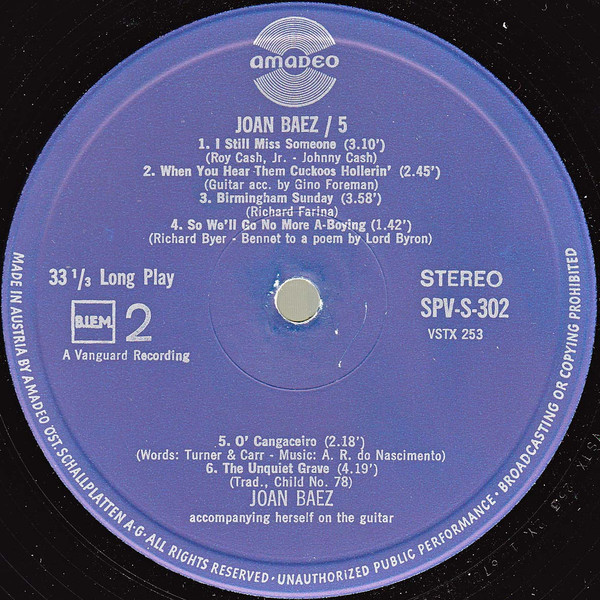 AMADEO
JOAN BAEZ / 5
1. I Still Miss Someone (3.10')
(Roy Cash, Jr. - Johnny Cash)
2. When You Hear Them Cuckoos Hollerin' (2.45')
(Guitar acc. by Gino Foreman)
3. Birmingham Sunday (3.58')
(Richard Farina)
4. So We'll Go No More A-Boying (1.42')
(Richard Byer - Bennet to a poem by Lord Byron)
33 1/3 Long Play
STEREO
B.I.E.M. 2
SPV-S-302
VSTX 253
A Vanguard Recording
5. O' Cangaceiro (2.18')
(Words: Turner & Carr - Music: A. R. do Nascimento)
6. The Unquiet Grave (4.19')
(Trad., Child No. 78)
JOAN BAEZ
accompanying herself on the guitar
MADE IN AUSTRIA BY AMADEO ÖST. SCHALLPLATTEN A·G· ALL RIGHTS RESERVED · UNAUTHORIZED PUBLIC PERFORMANCE · BROADCASTING OR COPYING PROHIBITED